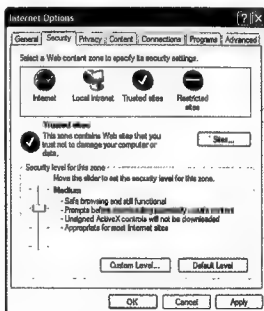 Internet Options
General Security Privacy Content Connections Programs Advanced
Select a Web content zone to specify its security settings.
Internet Local intranet Trusted sites Restricted sites
Trusted sites
This zone contains Web sites that you
trust not to damage your computer or
data.
Sites...
Security level for this zone
Move the slider to set the security level for this zone.
Medium
- Safe browsing and still functional
- Prompts before
- Unsigned ActiveX controls will not be downloaded
- Appropriate for most Internet sites
Custom Level... Default Level
OK Cancel Apply